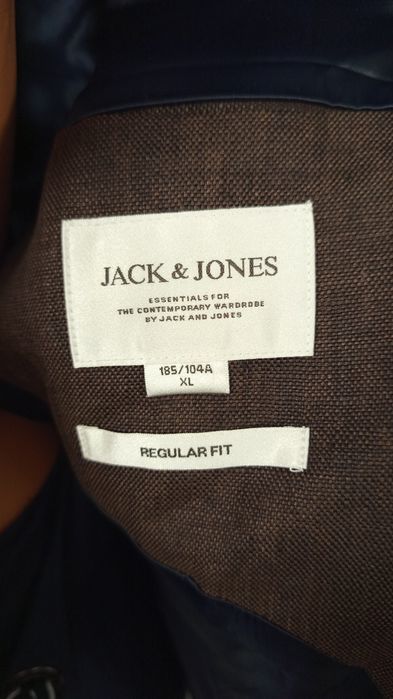 JACK & JONES
ESSENTIALS FOR
THE CONTEMPORARY WARDROBE
BY JACK AND JONES
185/104A
XL
REGULAR FIT